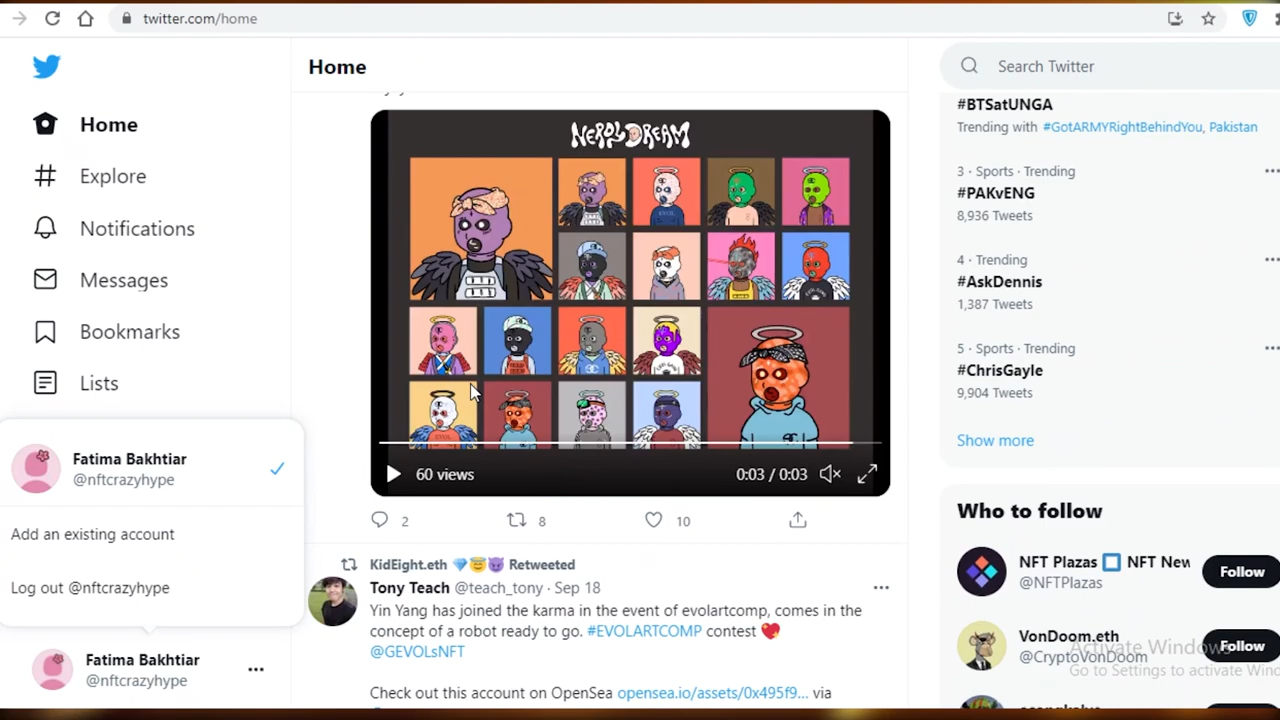 twitter.com/home
Home
Explore
Notifications
Messages
Bookmarks
Lists
Fatima Bakhtiar
@nftcrazyhype
Add an existing account
Log out @nftcrazyhype
Fatima Bakhtiar
@nftcrazyhype
Home
60 views
0:03 / 0:03
2
8
10
KidEight.eth 💎😇😈 Retweeted
Tony Teach @teach_tony · Sep 18
Yin Yang has joined the karma in the event of evolartcomp, comes in the
concept of a robot ready to go. #EVOLARTCOMP contest 💖
@GEVOLsNFT
Check out this account on OpenSea opensea.io/assets/0x495f9... via
Search Twitter
#BTSatUNGA
Trending with #GotARMYRightBehindYou, Pakistan
3 · Sports · Trending
#PAKvENG
8,936 Tweets
4 · Trending
#AskDennis
1,387 Tweets
5 · Sports · Trending
#ChrisGayle
9,904 Tweets
Show more
Who to follow
NFT Plazas 🟦 NFT New
@NFTPlazas
Follow
VonDoom.eth
@CryptoVonDoom
Follow
Activate Windows
Go to Settings to activate Win